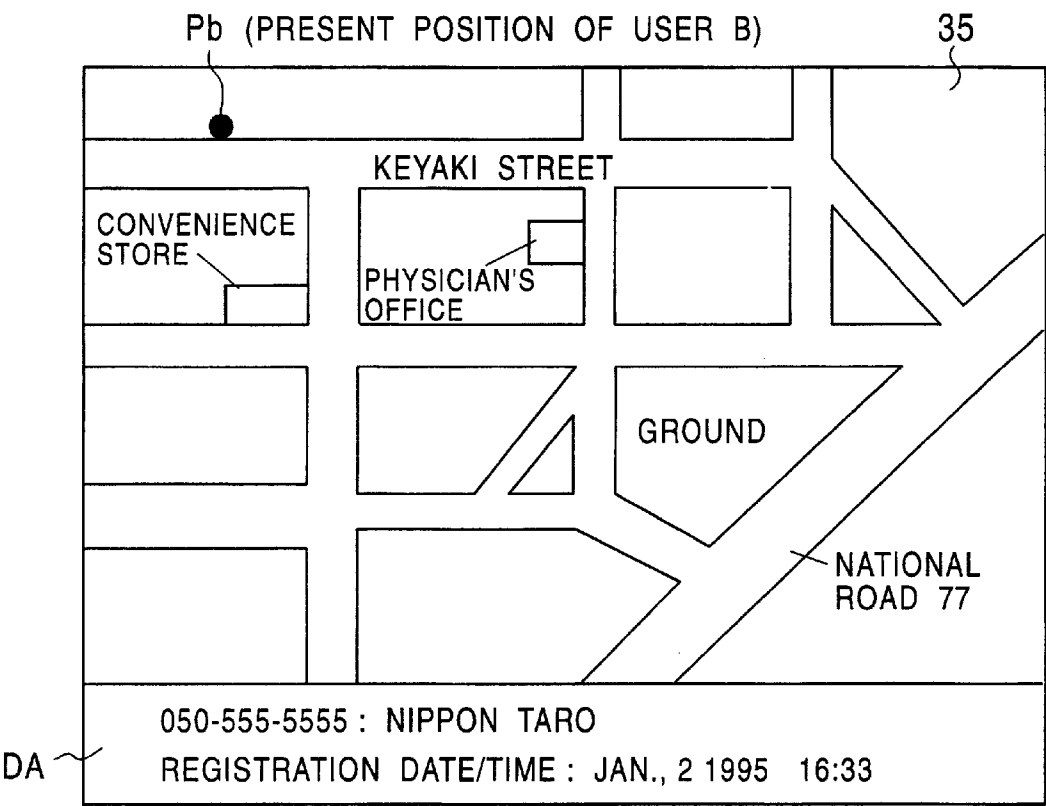 Pb (PRESENT POSITION OF USER B)
35
KEYAKI STREET
CONVENIENCE
STORE
PHYSICIAN'S
OFFICE
GROUND
NATIONAL
ROAD 77
050-555-5555 : NIPPON TARO
DA
REGISTRATION DATE/TIME : JAN., 2 1995 16:33